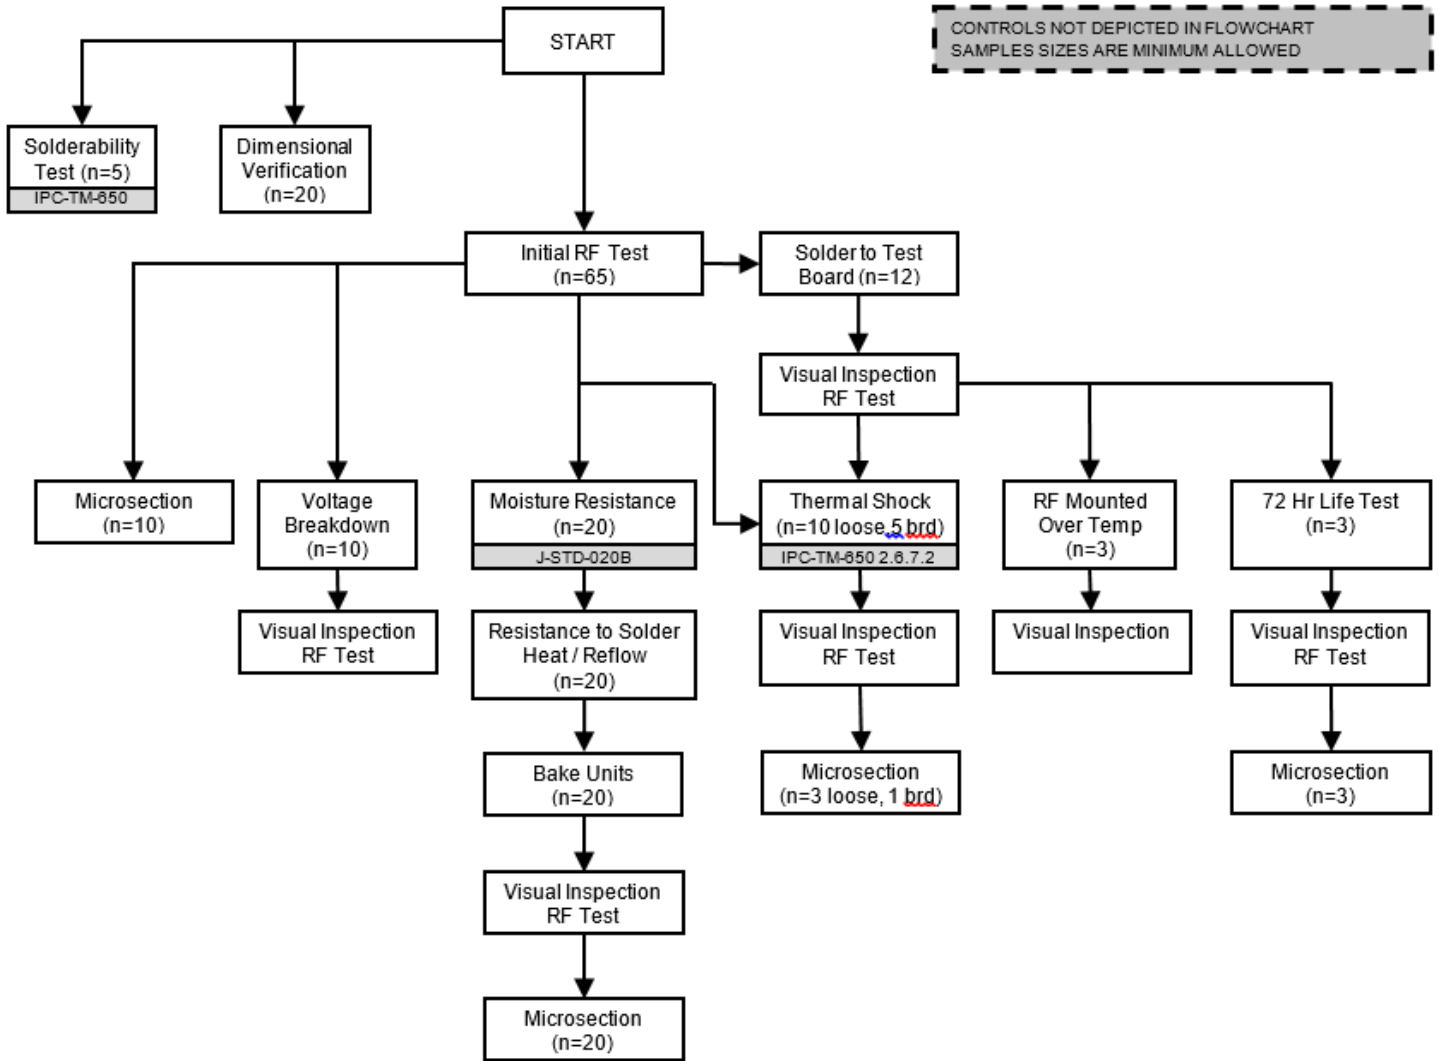 START
CONTROLS NOT DEPICTED IN FLOWCHART
SAMPLES SIZES ARE MINIMUM ALLOWED
Solderability
Test (n=5)
IPC-TM-650
Dimensional
Verification
(n=20)
Initial RF Test
(n=65)
Solder to Test
Board (n=12)
Visual Inspection
RF Test
Microsection
(n=10)
Voltage
Breakdown
(n=10)
Moisture Resistance
(n=20)
J-STD-020B
Thermal Shock
(n=10 loose, 5 brd)
IPC-TM-650 2.6.7.2
RF Mounted
Over Temp
(n=3)
72 Hr Life Test
(n=3)
Visual Inspection
RF Test
Resistance to Solder
Heat / Reflow
(n=20)
Visual Inspection
RF Test
Visual Inspection
Visual Inspection
RF Test
Bake Units
(n=20)
Microsection
(n=3 loose, 1 brd)
Microsection
(n=3)
Visual Inspection
RF Test
Microsection
(n=20)